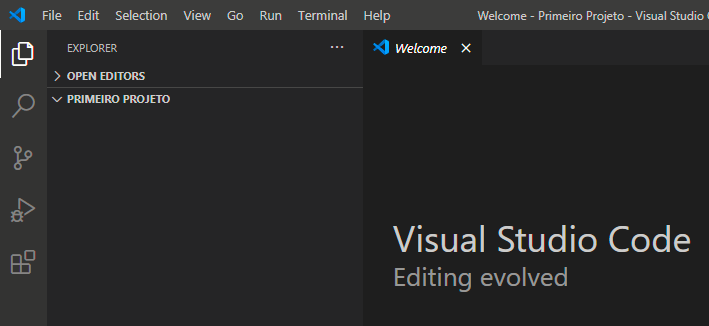 File Edit Selection View Go Run Terminal Help Welcome - Primeiro Projeto - Visual Studio
EXPLORER ... Welcome
OPEN EDITORS
PRIMEIRO PROJETO
Visual Studio Code
Editing evolved